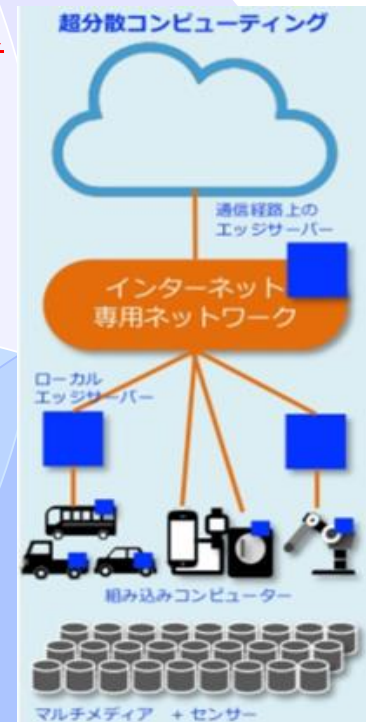 超分散コンピューティング
通信経路上の
エッジサーバー
インターネット
専用ネットワーク
ローカル
エッジサーバー
組み込みコンピューター
マルチメディア + センサー